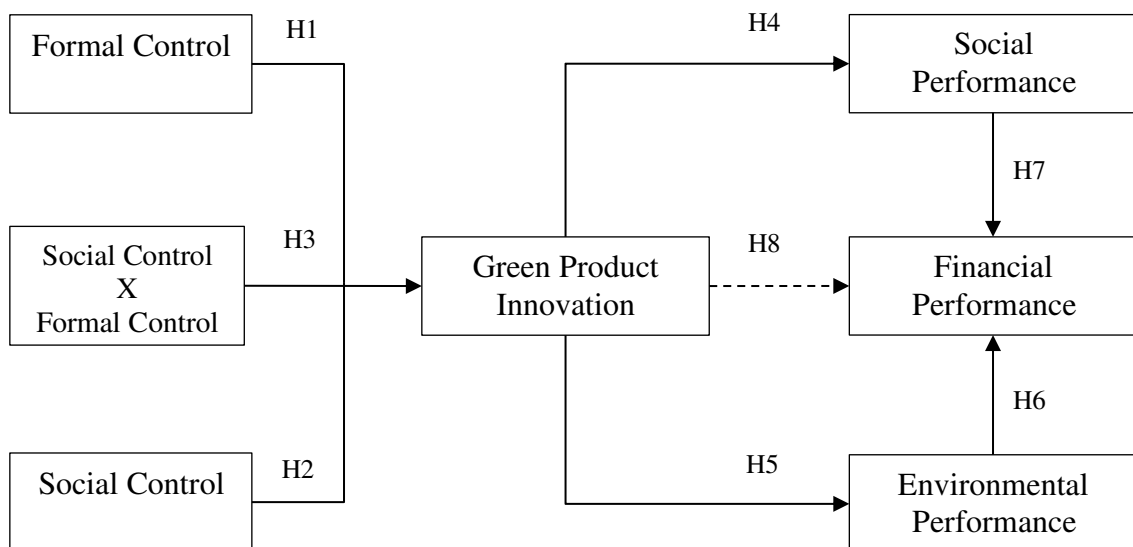 Formal Control
H1
H4
Social
Performance
H7
Social Control
X
Formal Control
H3
Green Product
Innovation
H8
Financial
Performance
H6
Social Control
H2
H5
Environmental
Performance